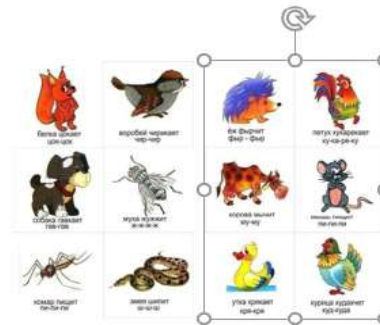 белка цокает
цок-цок
воробей чирикает
чир-чир
ёж фырчит
фыр - фыр
петух кукарекает
ку-ка-ре-ку
собака гавкает
гав-гав
муха жужжит
ж-ж-ж-ж
корова мычит
му-му
мышь пищит
пи-пи-пи
комар пищит
пи-пи-пи
змея шипит
ш-ш-ш
утка крякает
кря-кря
курица кудахчет
куд-куда